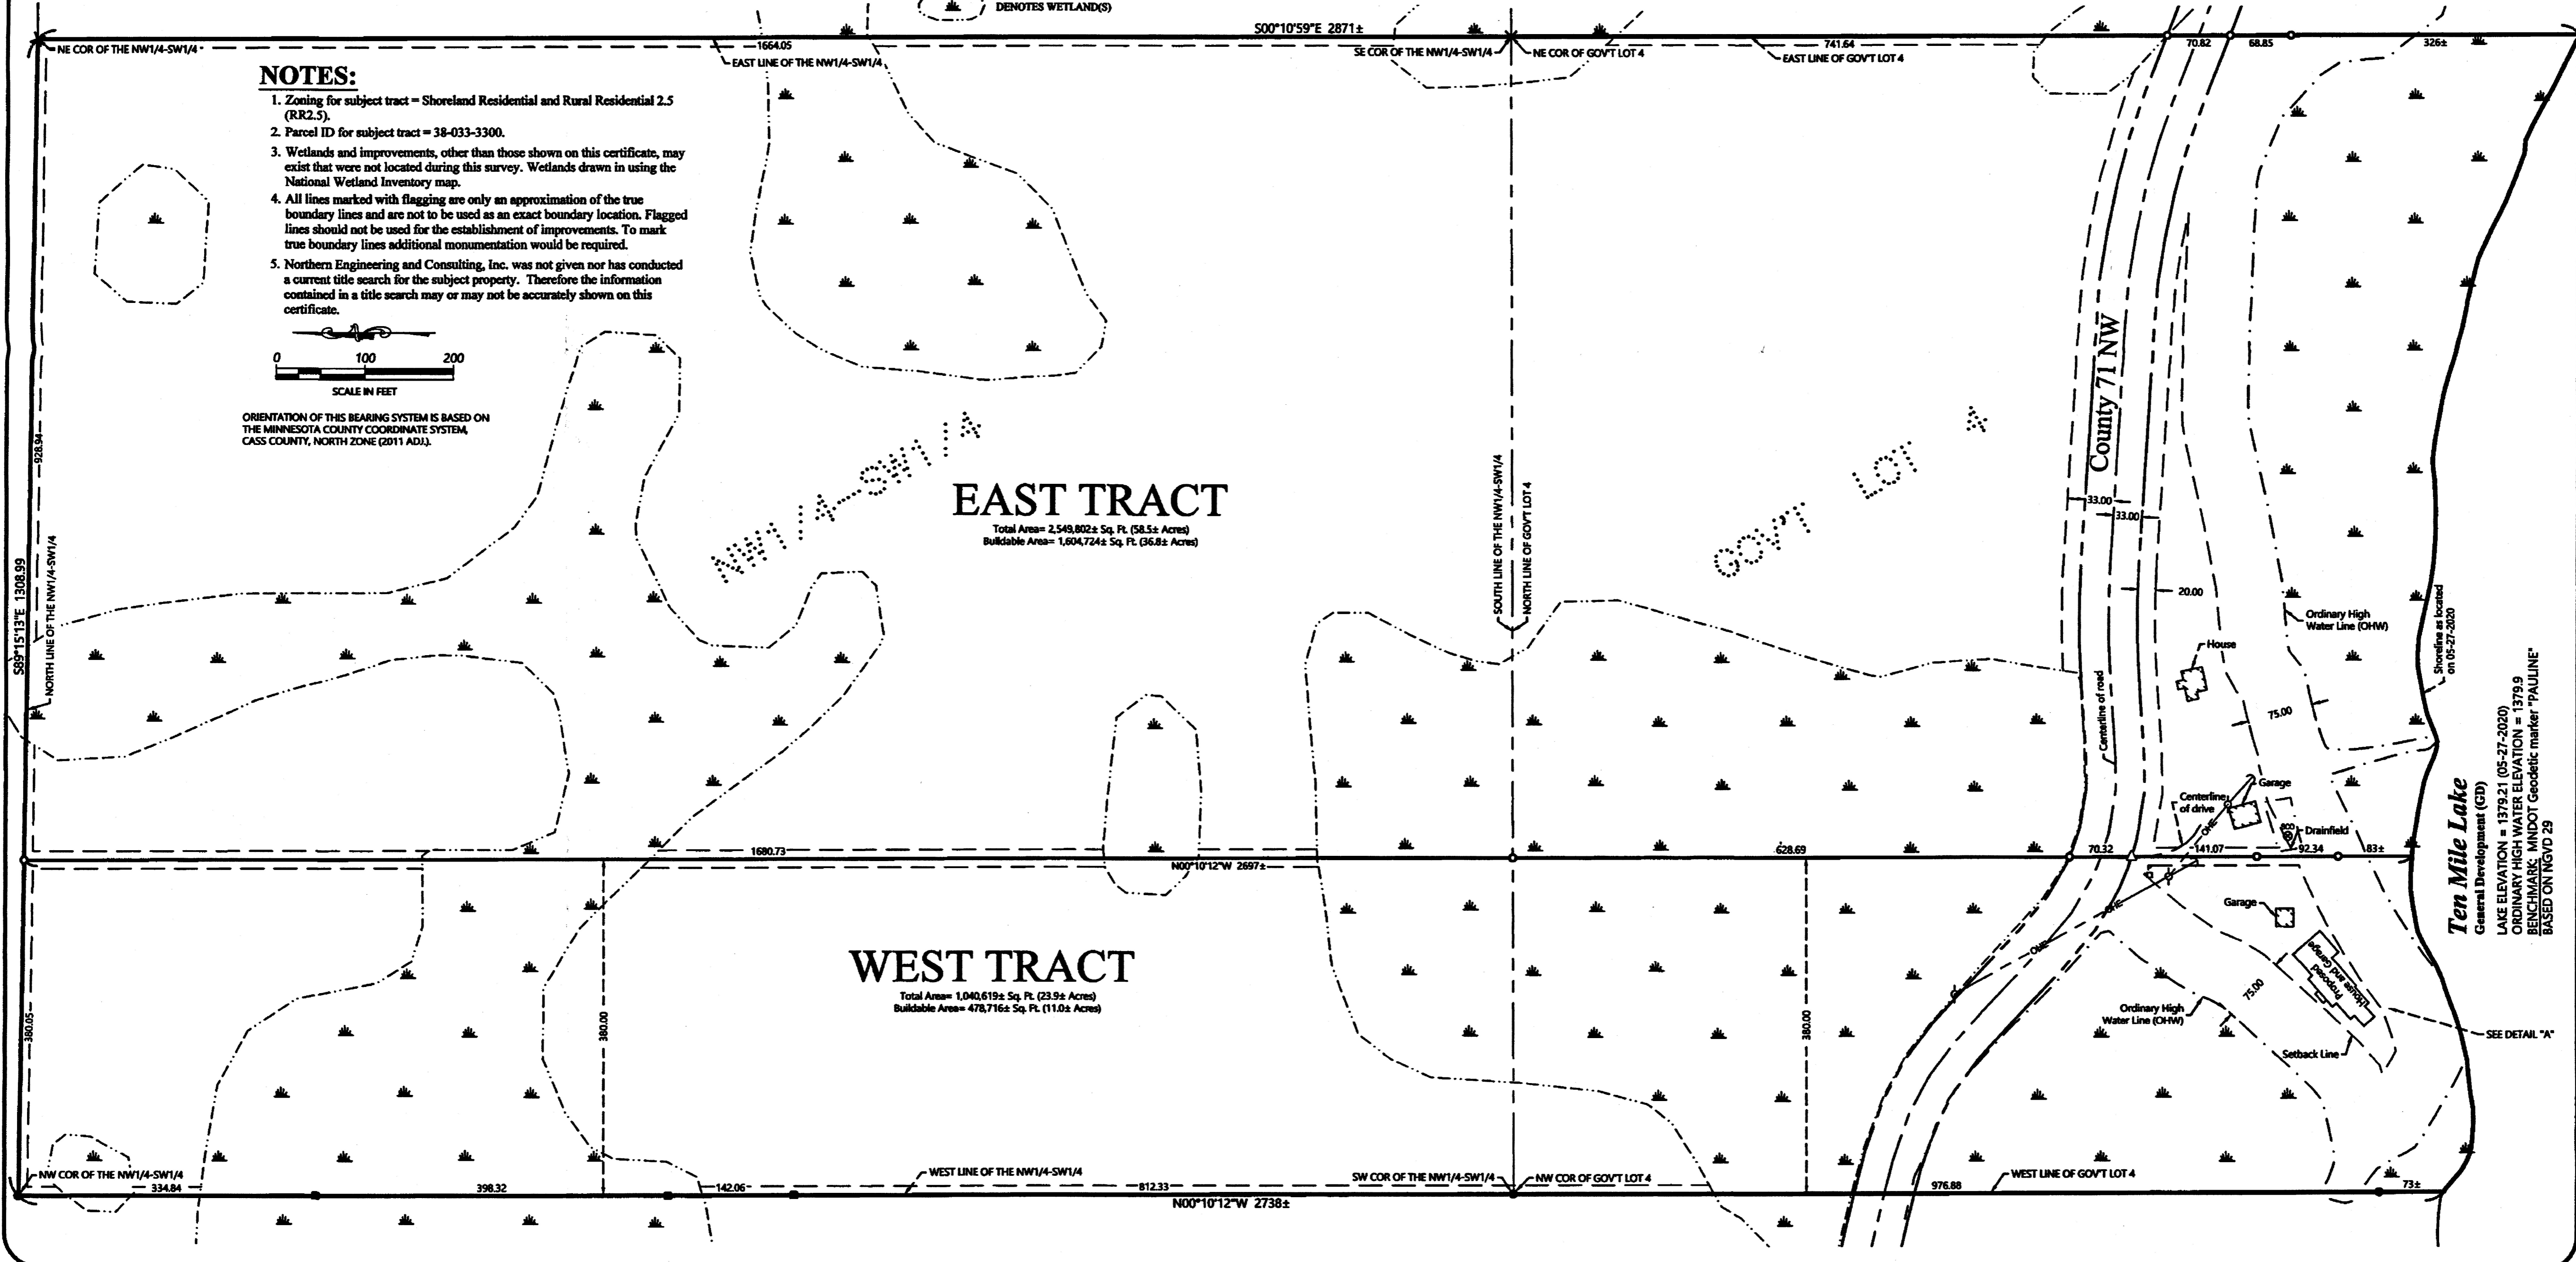 DENOTES WETLAND(S)
S00°10'59"E 2871±
NE COR OF THE NW1/4-SW1/4
1664.05
EAST LINE OF THE NW1/4-SW1/4
SE COR OF THE NW1/4-SW1/4
NE COR OF GOV'T LOT 4
741.64
EAST LINE OF GOV'T LOT 4
70.82
68.85
326±
NOTES:
1. Zoning for subject tract = Shoreland Residential and Rural Residential 2.5
(RR2.5).
2. Parcel ID for subject tract = 38-033-3300.
3. Wetlands and improvements, other than those shown on this certificate, may
exist that were not located during this survey. Wetlands drawn in using the
National Wetland Inventory map.
4. All lines marked with flagging are only an approximation of the true
boundary lines and are not to be used as an exact boundary location. Flagged
lines should not be used for the establishment of improvements. To mark
true boundary lines additional monumentation would be required.
5. Northern Engineering and Consulting, Inc. was not given nor has conducted
a current title search for the subject property. Therefore the information
contained in a title search may or may not be accurately shown on this
certificate.
0 100 200
SCALE IN FEET
ORIENTATION OF THIS BEARING SYSTEM IS BASED ON
THE MINNESOTA COUNTY COORDINATE SYSTEM,
CASS COUNTY, NORTH ZONE (2011 ADJ.).
928.94
S89°15'13"E 1308.99
NORTH LINE OF THE NW1/4-SW1/4
380.05
NW1/4-SW1/4
GOV'T LOT 4
EAST TRACT
Total Area= 2,549,802± Sq. Ft. (58.5± Acres)
Buildable Area= 1,604,724± Sq. Ft. (36.8± Acres)
SOUTH LINE OF THE NW1/4-SW1/4
NORTH LINE OF GOV'T LOT 4
County 71 NW
33.00
33.00
20.00
Centerline of road
House
Ordinary High
Water Line (OHW)
Shoreline as located
on 05-27-2020
75.00
Garage
Centerline
of drive
OHE
Drainfield
1680.73
N00°10'12"W 2697±
628.69
70.32
141.07
92.34
83±
Ten Mile Lake
General Development (GD)
LAKE ELEVATION = 1379.21 (05-27-2020)
ORDINARY HIGH WATER ELEVATION = 1379.9
BENCHMARK: MINDOT Geodetic marker "PAULINE"
BASED ON NGVD 29
WEST TRACT
Total Area= 1,040,619± Sq. Ft. (23.9± Acres)
Buildable Area= 478,716± Sq. Ft. (11.0± Acres)
380.00
380.00
OHE
OHE
Garage
Proposed
House and Garage
75.00
Ordinary High
Water Line (OHW)
Setback Line
SEE DETAIL "A"
NW COR OF THE NW1/4-SW1/4
334.84
398.32
142.06
WEST LINE OF THE NW1/4-SW1/4
812.33
N00°10'12"W 2738±
SW COR OF THE NW1/4-SW1/4
NW COR OF GOV'T LOT 4
976.88
WEST LINE OF GOV'T LOT 4
73±